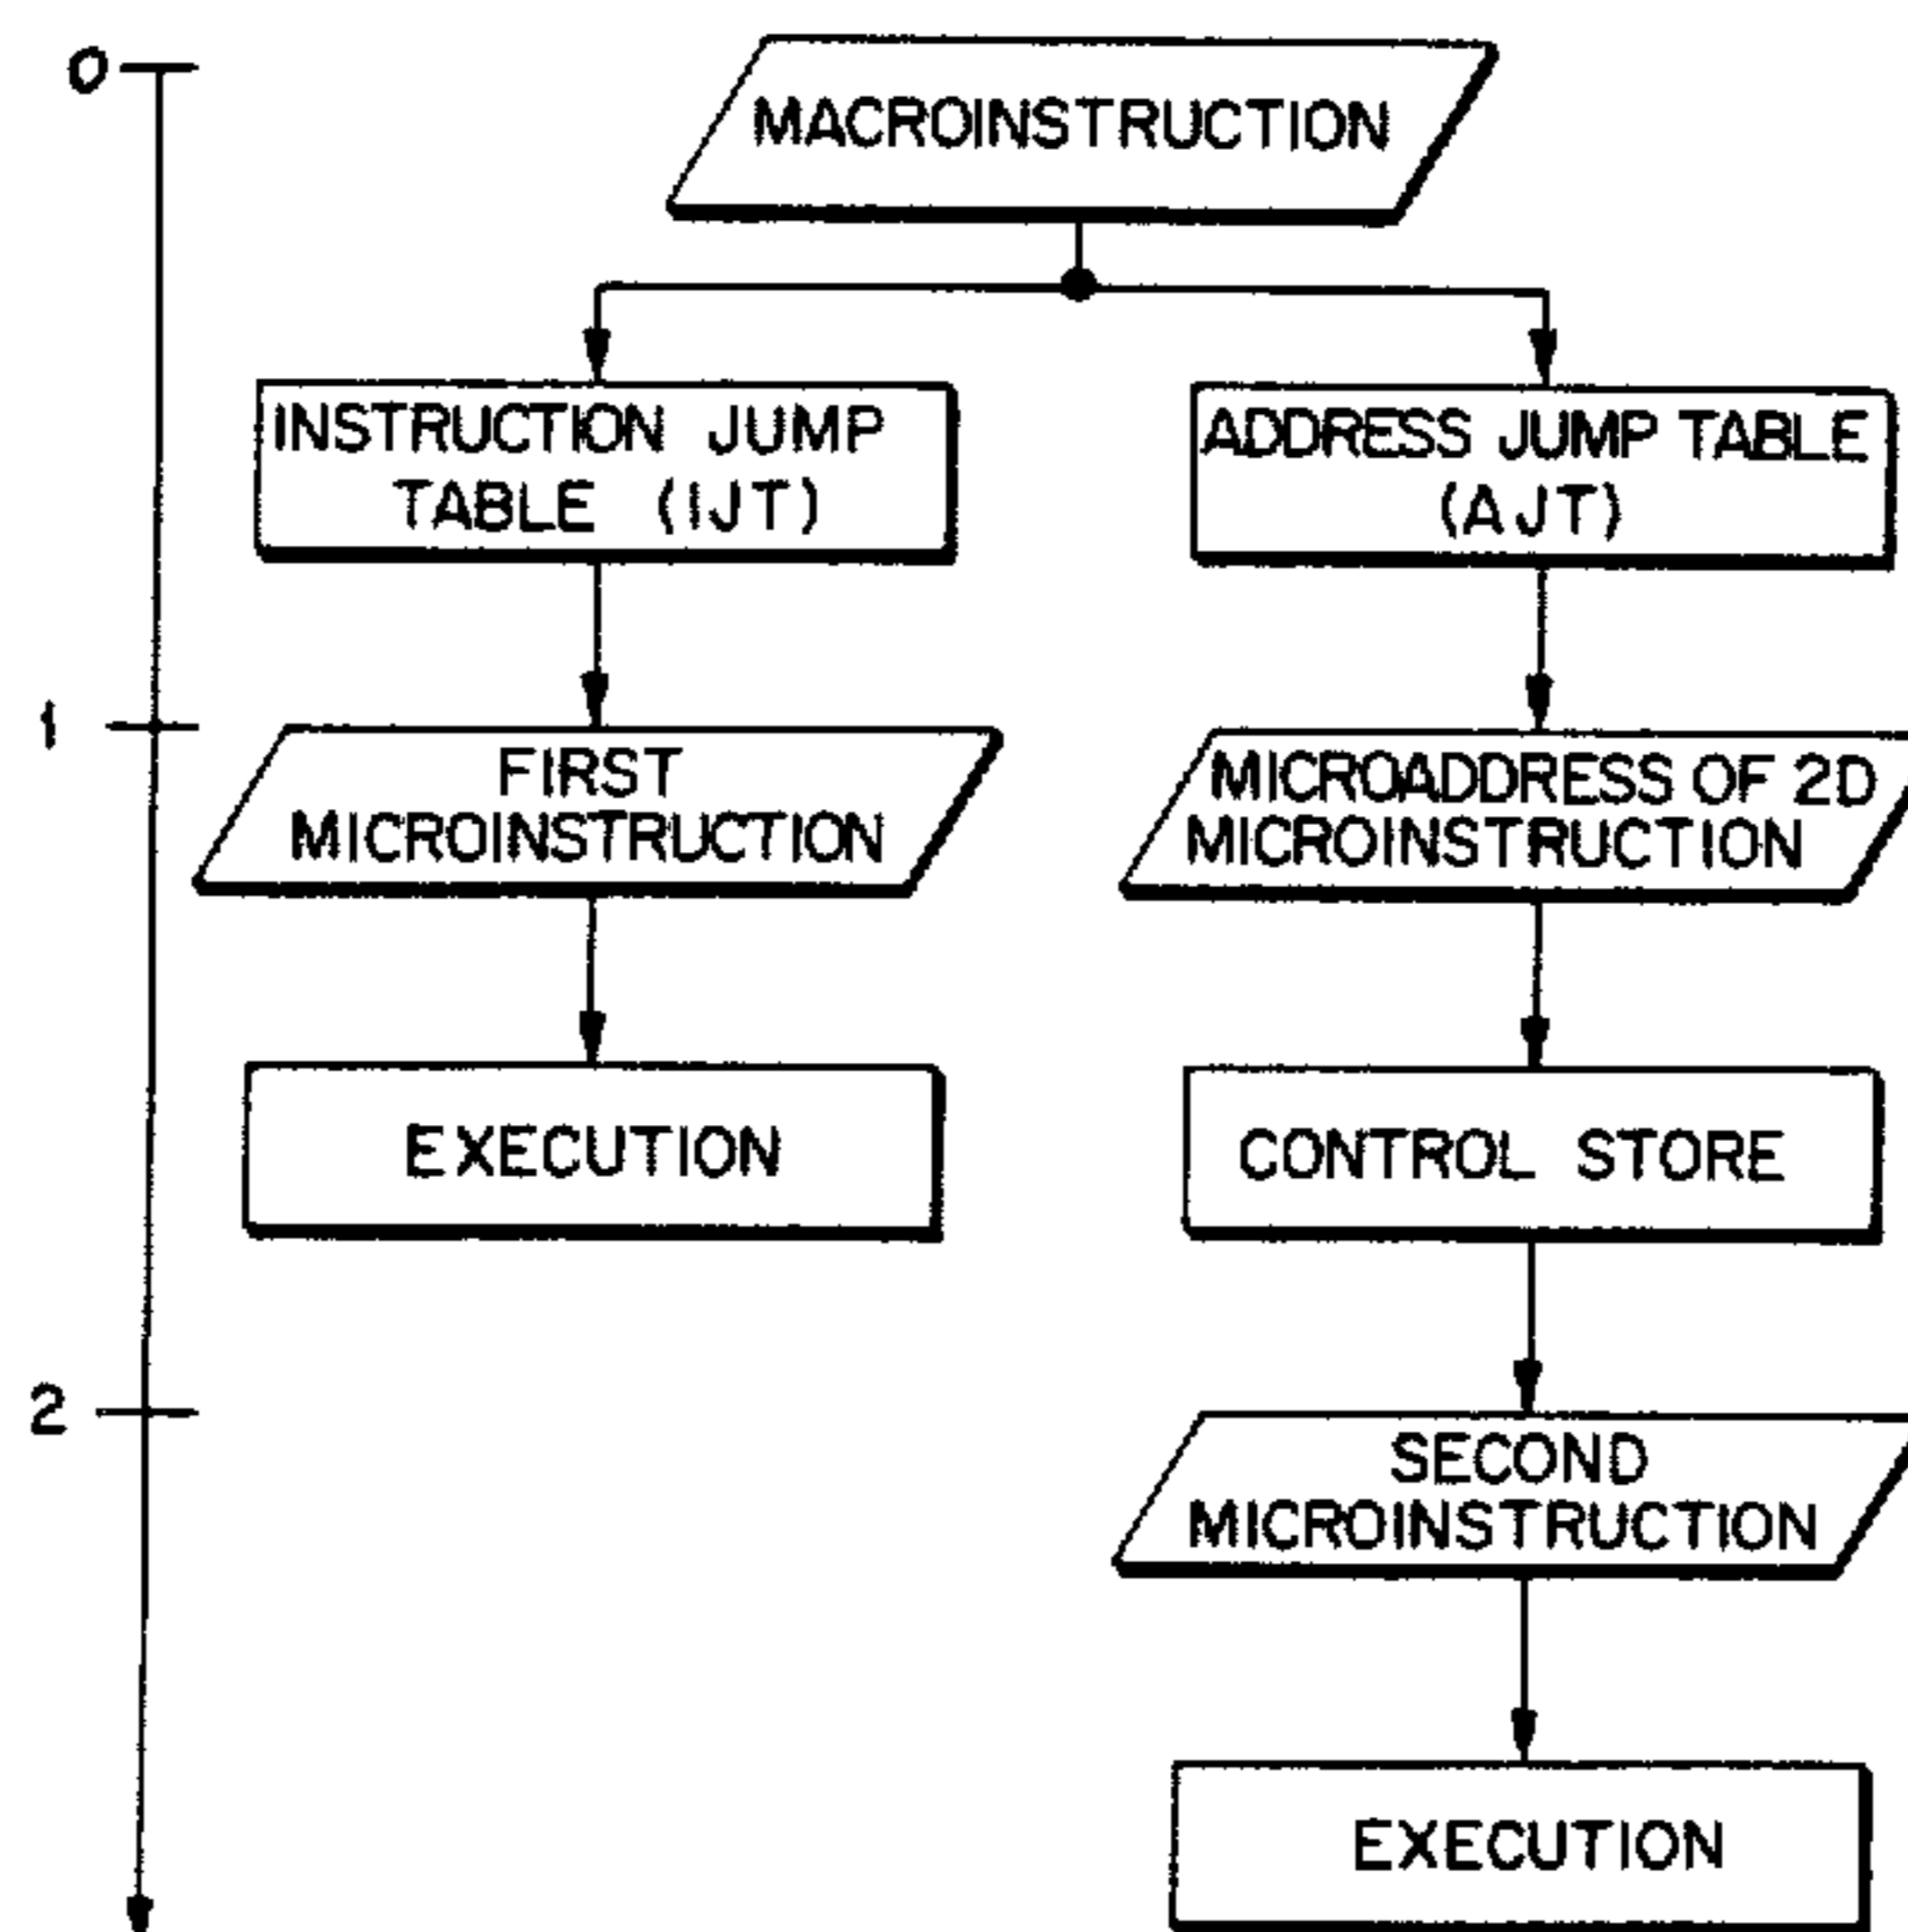 0
MACROINSTRUCTION
INSTRUCTION JUMP
TABLE (IJT)
ADDRESS JUMP TABLE
(AJT)
1
FIRST
MICROINSTRUCTION
MICROADDRESS OF 2D
MICROINSTRUCTION
EXECUTION
CONTROL STORE
2
SECOND
MICROINSTRUCTION
EXECUTION